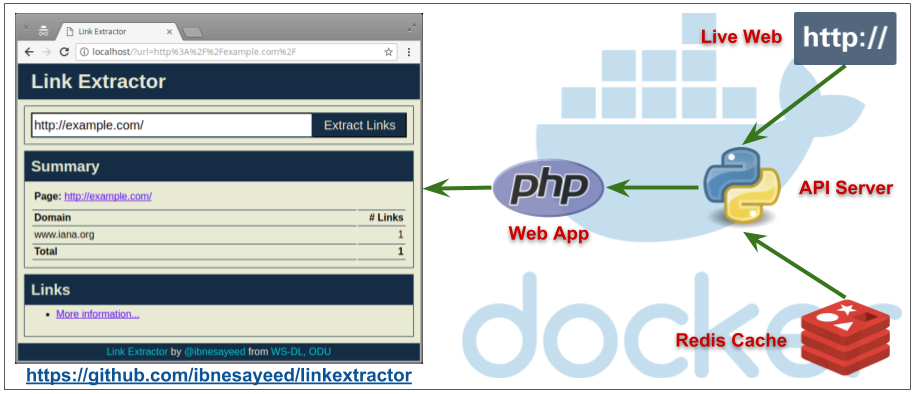 Link Extractor
localhost/?url=http%3A%2F%2Fexample.com%2F
Link Extractor
http://example.com/
Extract Links
Summary
Page: http://example.com/
Domain # Links
www.iana.org 1
Total 1
Links
More information...
Link Extractor by @ibnesayeed from WS-DL, ODU
https://github.com/ibnesayeed/linkextractor
Live Web
http://
php
Web App
API Server
docker
Redis Cache